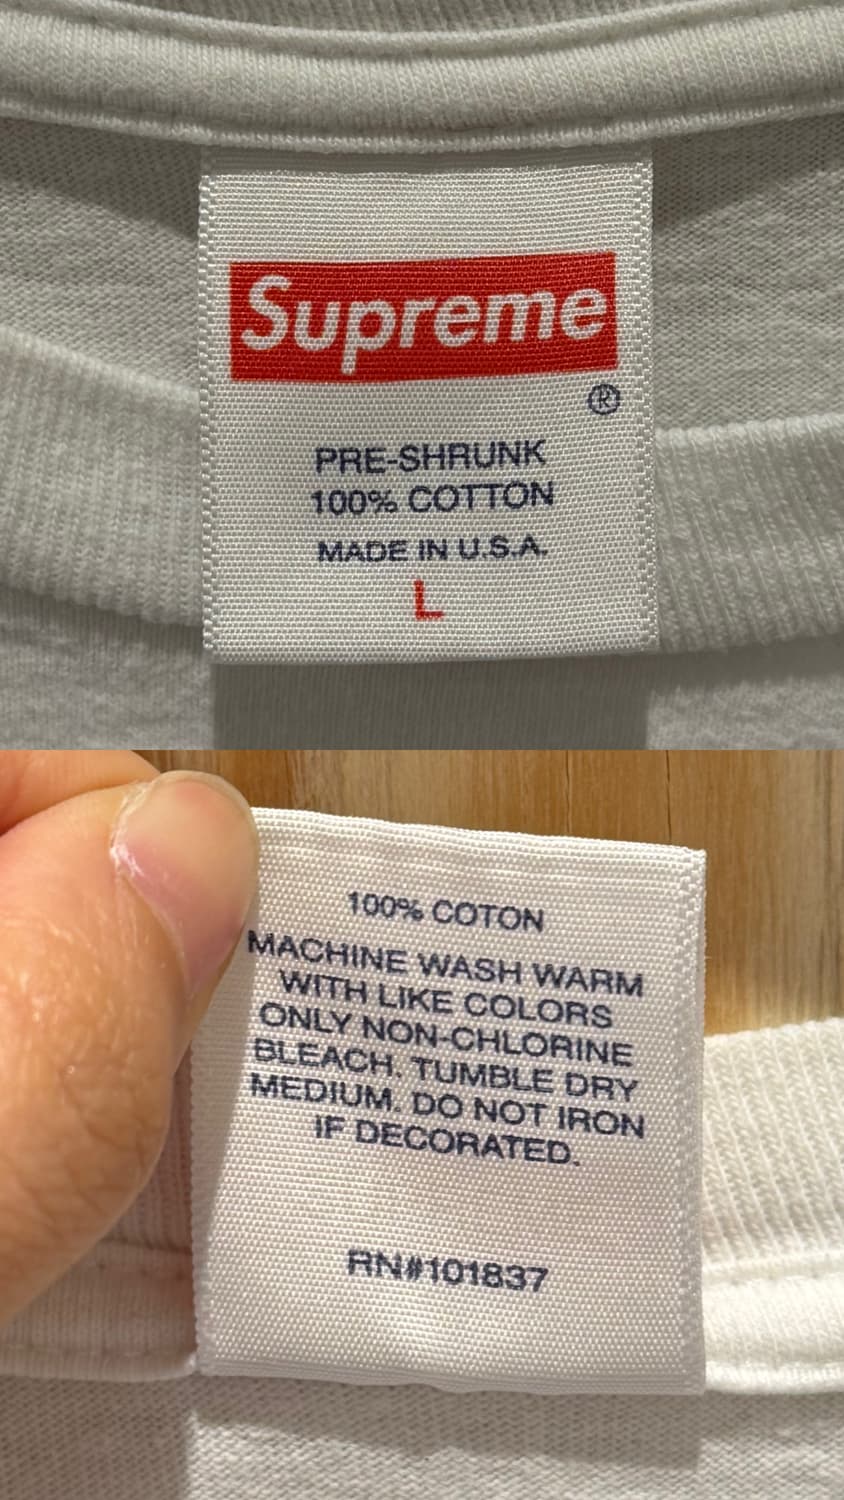 Supreme
®
PRE-SHRUNK
100% COTTON
MADE IN U.S.A.
L
100% COTON
MACHINE WASH WARM
WITH LIKE COLORS
ONLY NON-CHLORINE
BLEACH. TUMBLE DRY
MEDIUM. DO NOT IRON
IF DECORATED.
RN#101837